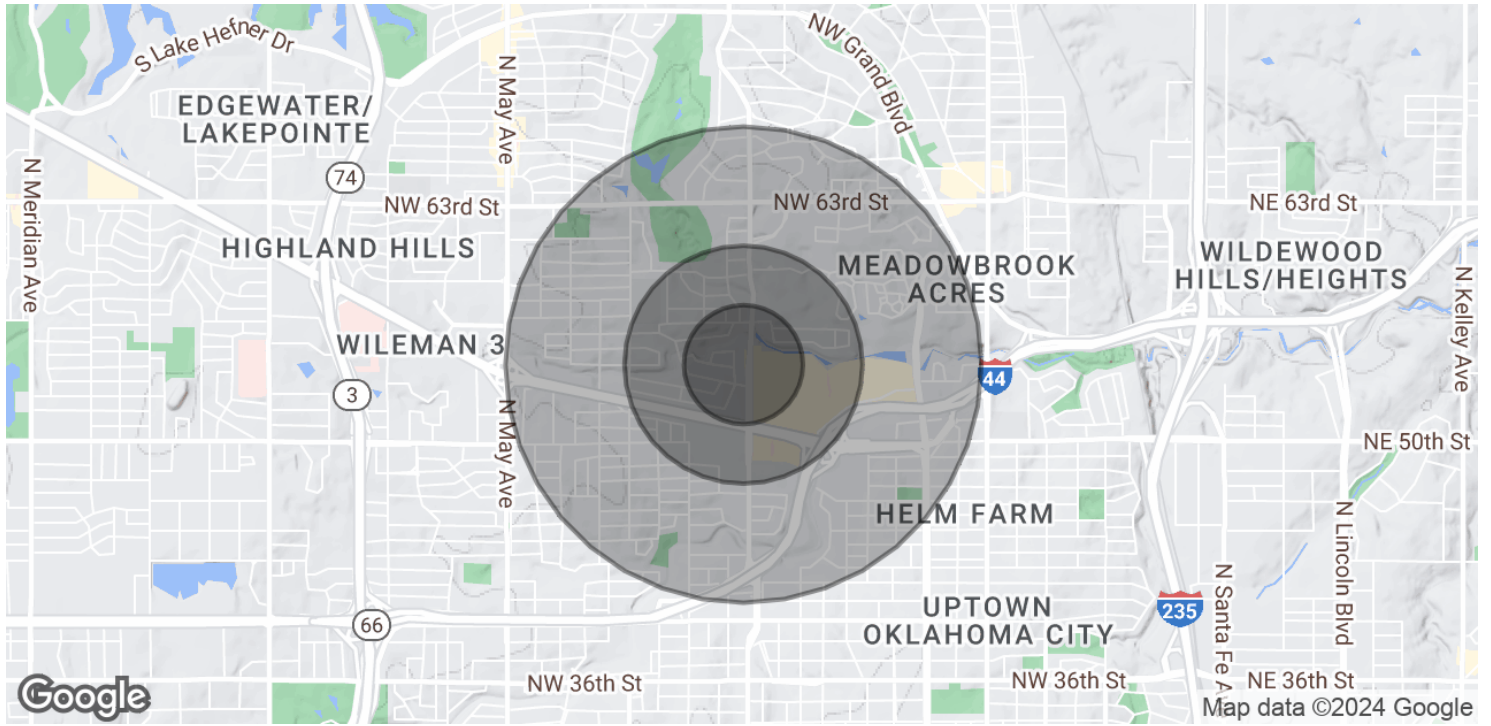 S Lake Hefner Dr
NW Grand Blvd
N May Ave
EDGEWATER/
LAKEPOINTE
74
N Meridian Ave
NW 63rd St
NW 63rd St
NE 63rd St
HIGHLAND HILLS
MEADOWBROOK
ACRES
WILDEWOOD
HILLS/HEIGHTS
N Kelley Ave
WILEMAN 3
44
3
N May Ave
NE 50th St
HELM FARM
N Lincoln Blvd
N Santa Fe Av
UPTOWN
OKLAHOMA CITY
235
66
NW 36th St
NW 36th St
NE 36th St
Google
Map data ©2024 Google